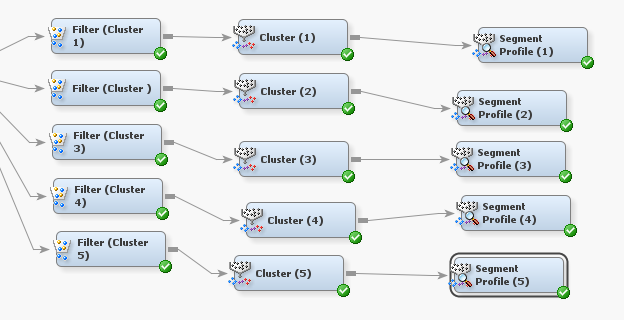 Filter (Cluster
1)
Cluster (1)
Segment
Profile (1)
Filter (Cluster )
Cluster (2)
Segment
Profile (2)
Filter (Cluster
3)
Cluster (3)
Segment
Profile (3)
Filter (Cluster
4)
Cluster (4)
Segment
Profile (4)
Filter (Cluster
5)
Cluster (5)
Segment
Profile (5)